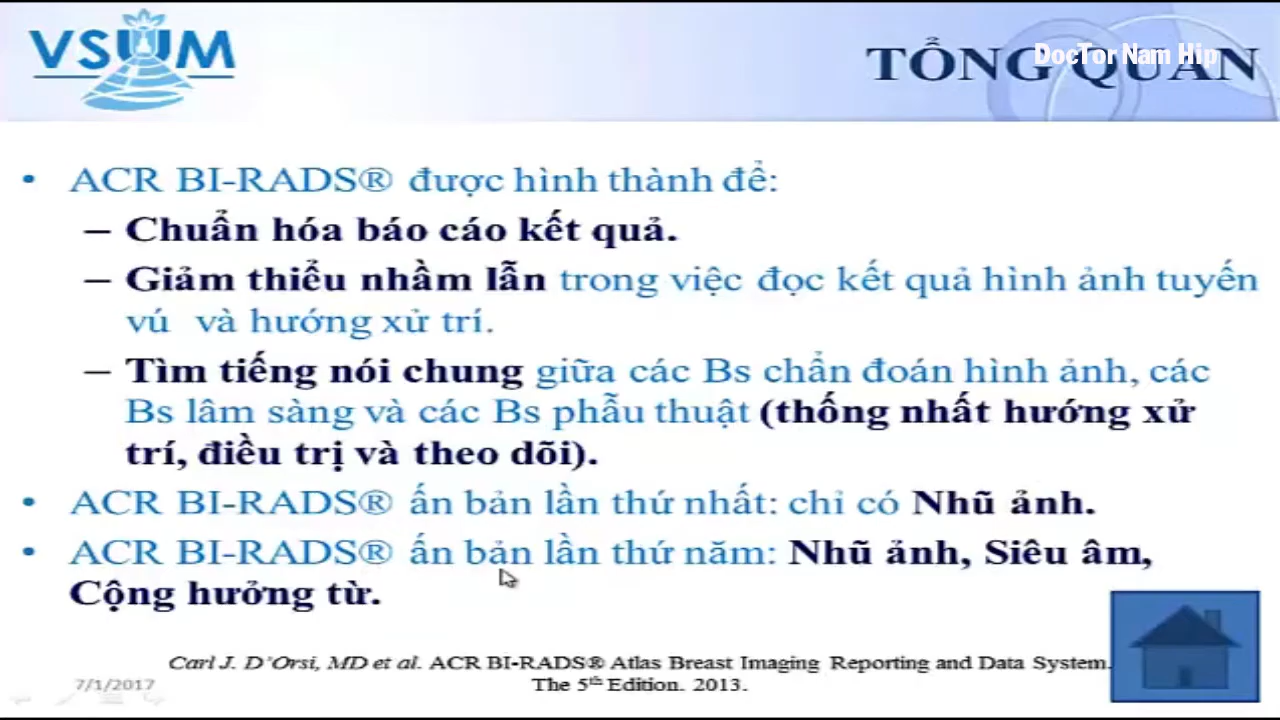 VSUM
TỔNG QUAN
DocTor Nam Hip
• ACR BI-RADS® được hình thành để:
– Chuẩn hóa báo cáo kết quả.
– Giảm thiểu nhầm lẫn trong việc đọc kết quả hình ảnh tuyến
vú và hướng xử trí.
– Tìm tiếng nói chung giữa các Bs chẩn đoán hình ảnh, các
Bs lâm sàng và các Bs phẫu thuật (thống nhất hướng xử
trí, điều trị và theo dõi).
• ACR BI-RADS® ấn bản lần thứ nhất: chỉ có Nhũ ảnh.
• ACR BI-RADS® ấn bản lần thứ năm: Nhũ ảnh, Siêu âm,
Cộng hưởng từ.
Carl J. D'Orsi, MD et al. ACR BI-RADS® Atlas Breast Imaging Reporting and Data System.
The 5th Edition. 2013.
7/1/2017